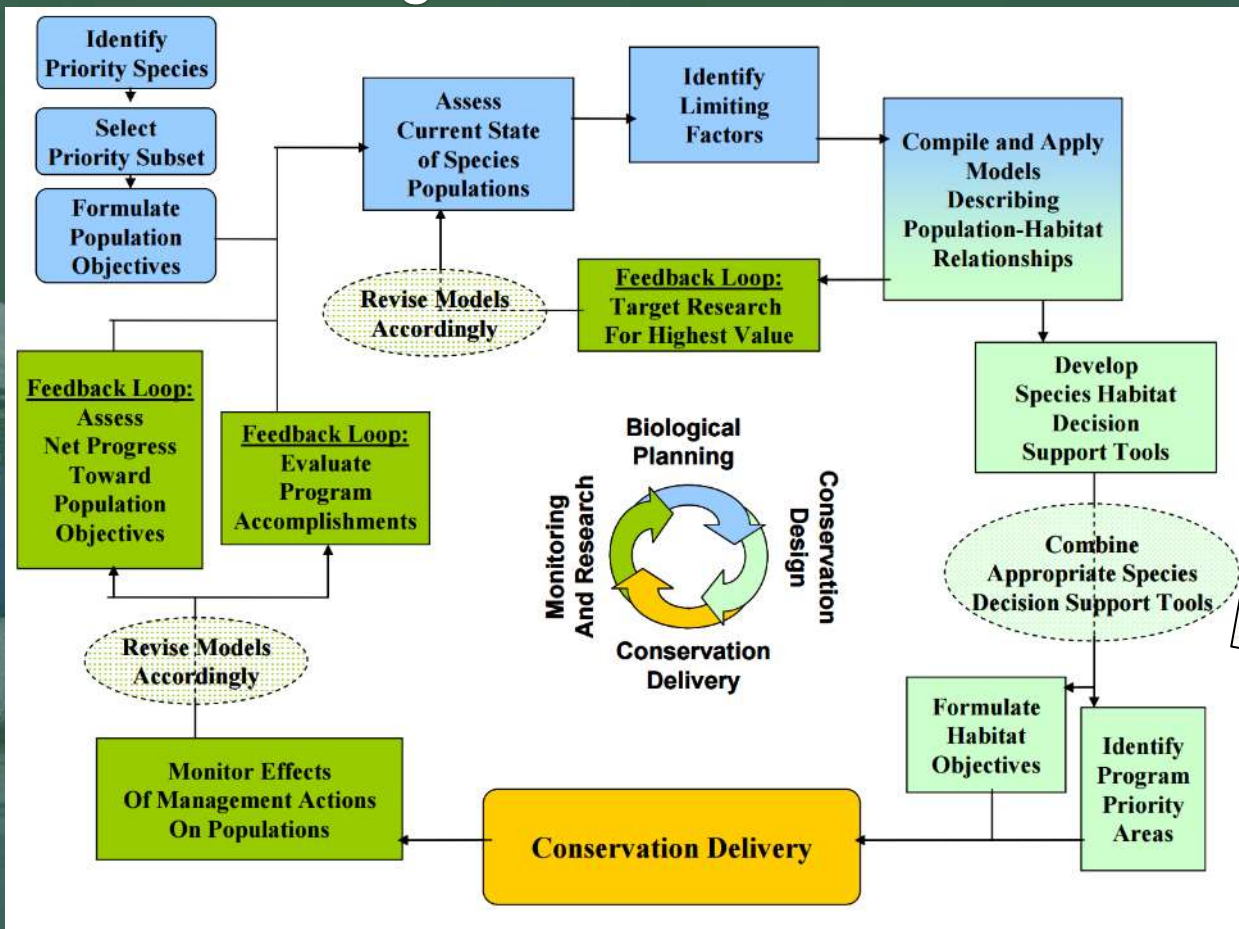 Identify
Priority Species
Select
Priority Subset
Formulate
Population
Objectives
Assess
Current State
of Species
Populations
Identify
Limiting
Factors
Compile and Apply
Models
Describing
Population-Habitat
Relationships
Feedback Loop:
Target Research
For Highest Value
Revise Models
Accordingly
Develop
Species Habitat
Decision
Support Tools
Combine
Appropriate Species
Decision Support Tools
Formulate
Habitat
Objectives
Identify
Program
Priority
Areas
Conservation Delivery
Monitor Effects
Of Management Actions
On Populations
Revise Models
Accordingly
Feedback Loop:
Assess
Net Progress
Toward
Population
Objectives
Feedback Loop:
Evaluate
Program
Accomplishments
Biological
Planning
Conservation
Design
Conservation
Delivery
Monitoring
And Research